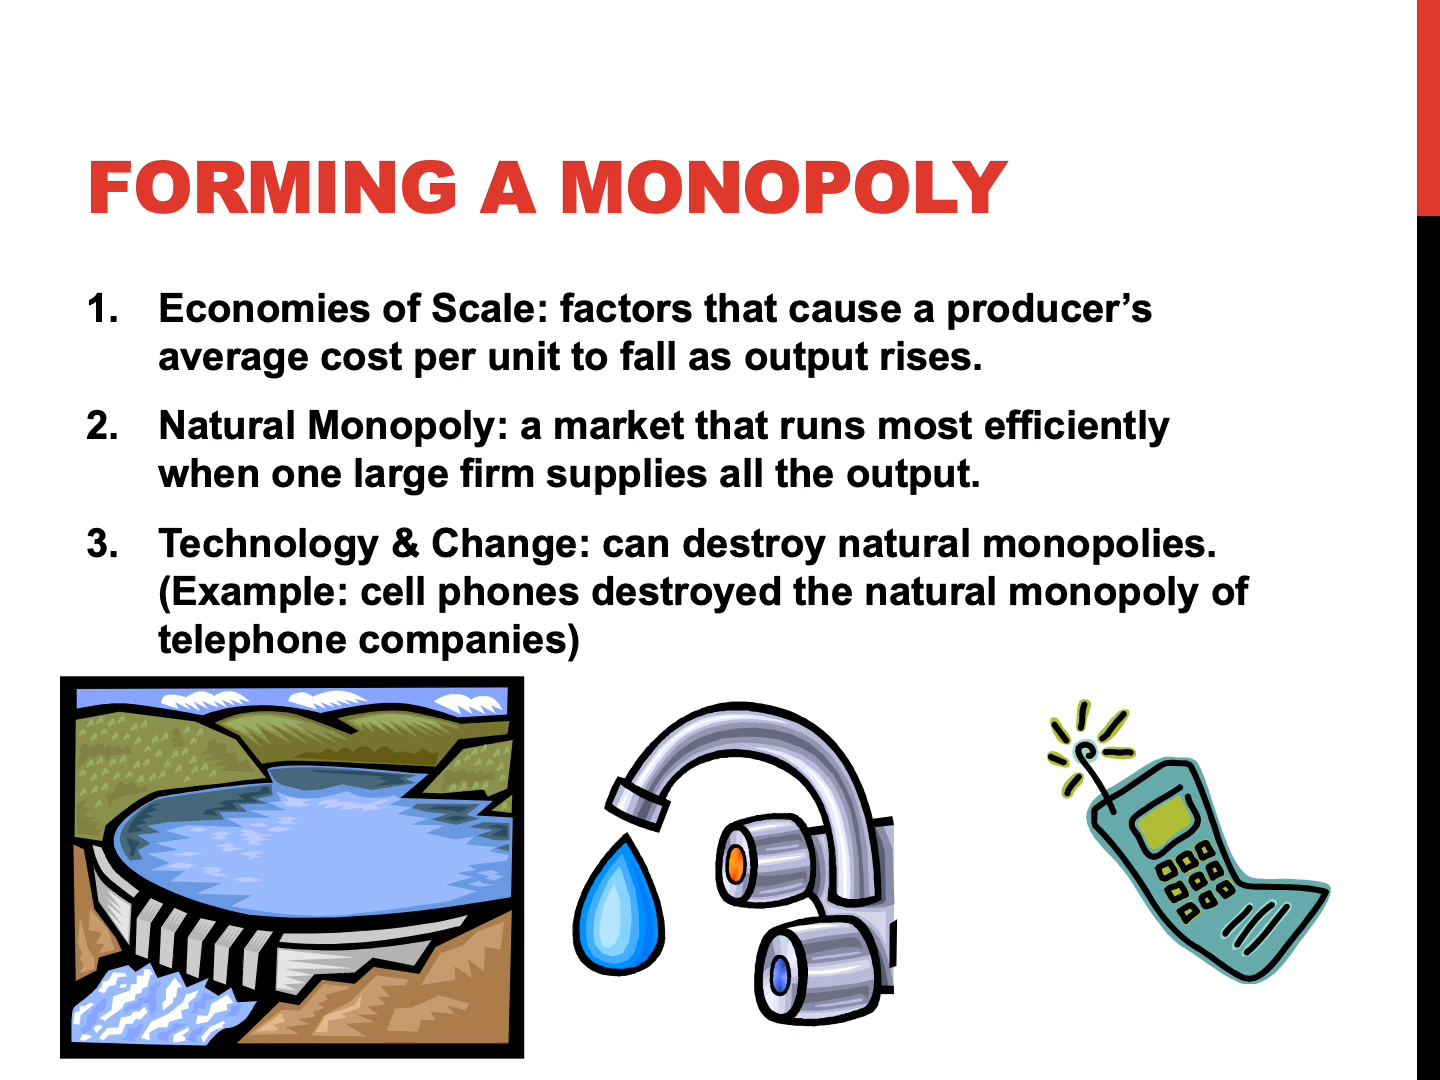 FORMING A MONOPOLY
1. Economies of Scale: factors that cause a producer’s
average cost per unit to fall as output rises.
2. Natural Monopoly: a market that runs most efficiently
when one large firm supplies all the output.
3. Technology & Change: can destroy natural monopolies.
(Example: cell phones destroyed the natural monopoly of
telephone companies)